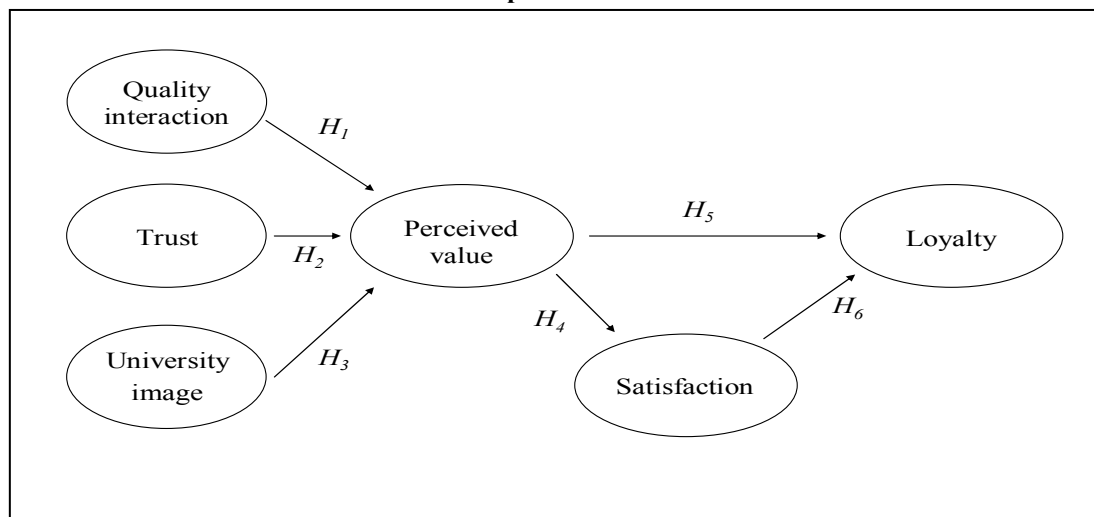 Quality
interaction
H1
Trust
H2
Perceived
value
H5
Loyalty
University
image
H3
H4
H6
Satisfaction